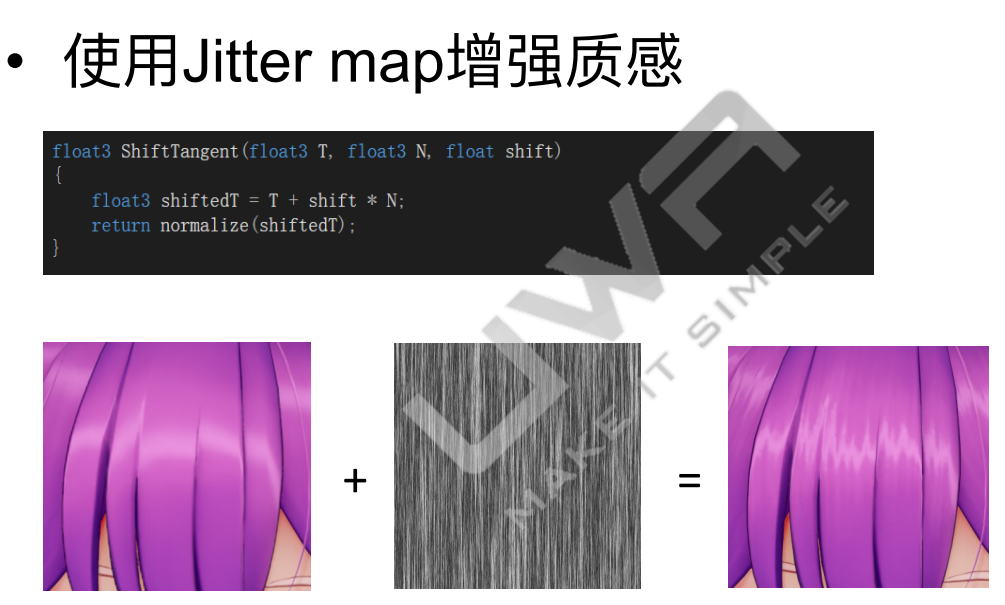 • 使用Jitter map增强质感
float3 ShiftTangent(float3 T, float3 N, float shift)
{
    float3 shiftedT = T + shift * N;
    return normalize(shiftedT);
}
+
=
UWA
MAKE IT SIMPLE